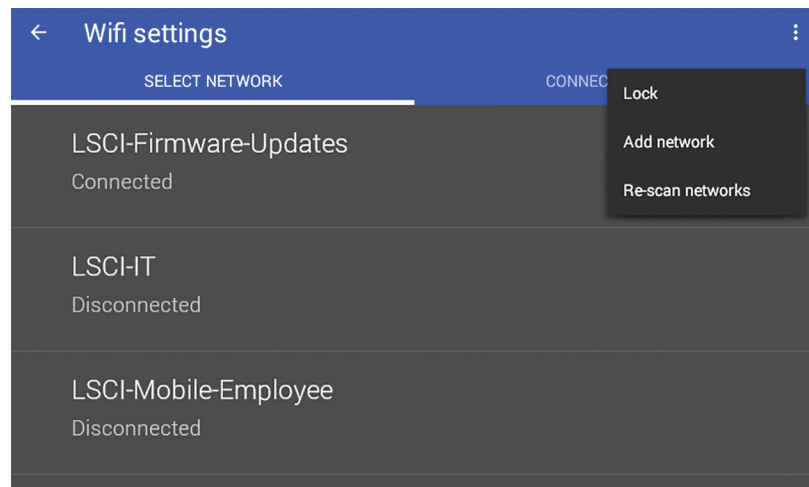 Wifi settings
SELECT NETWORK
CONNEC
Lock
Add network
Re-scan networks
LSCI-Firmware-Updates
Connected
LSCI-IT
Disconnected
LSCI-Mobile-Employee
Disconnected